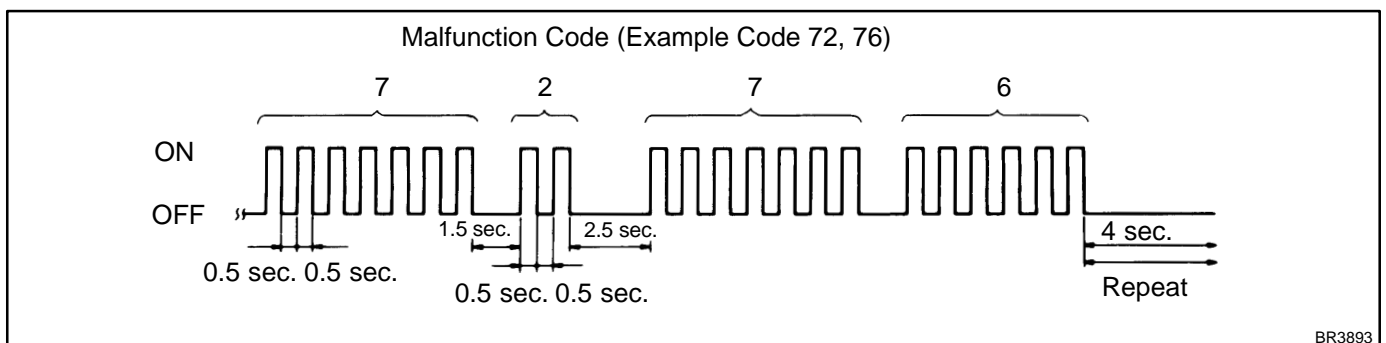 Malfunction Code (Example Code 72, 76)
7 2 7 6
ON
OFF
1.5 sec. 2.5 sec. 4 sec.
0.5 sec. 0.5 sec.
0.5 sec. 0.5 sec.
Repeat
BR3893